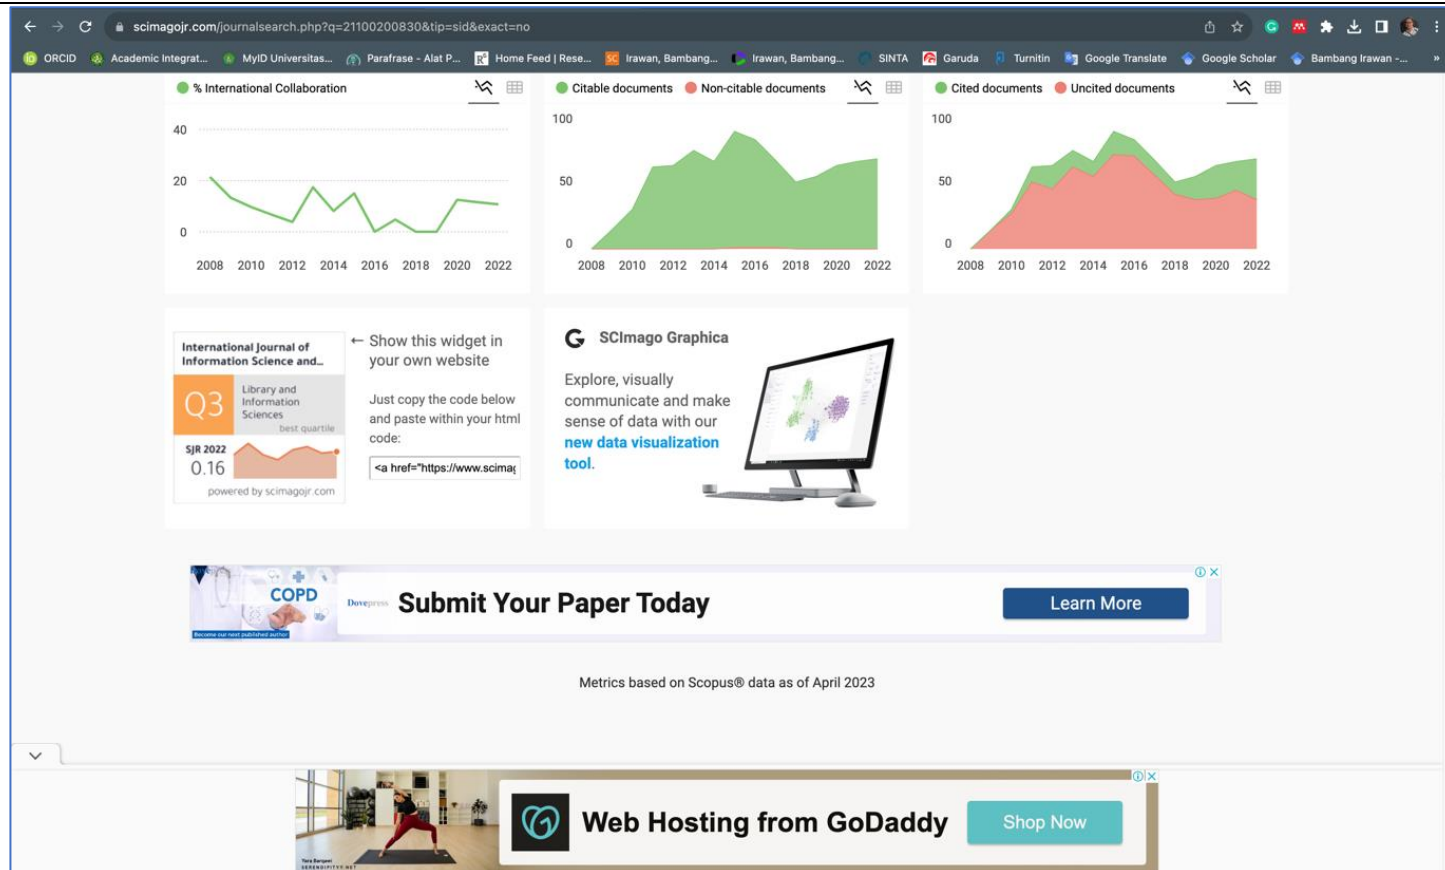 scimagojr.com/journalsearch.php?q=21100200830&tip=sid&exact=no
ORCID Academic Integrat... MyID Universitas... Parafrase - Alat P... Home Feed | Rese... Irawan, Bambang... Irawan, Bambang... SINTA Garuda Turnitin Google Translate Google Scholar Bambang Irawan -... »
% International Collaboration
40
20
0
2008 2010 2012 2014 2016 2018 2020 2022
Citable documents Non-citable documents
100
50
0
2008 2010 2012 2014 2016 2018 2020 2022
Cited documents Uncited documents
100
50
0
2008 2010 2012 2014 2016 2018 2020 2022
International Journal of
Information Science and...
Q3
Library and
Information
Sciences
best quartile
SJR 2022
0.16
powered by scimagojr.com
← Show this widget in
your own website
Just copy the code below
and paste within your html
code:
<a href="https://www.scimag
SCImago Graphica
Explore, visually
communicate and make
sense of data with our
new data visualization
tool.
COPD
Become our next published author
Dovepress
Submit Your Paper Today
Learn More
Metrics based on Scopus® data as of April 2023
Web Hosting from GoDaddy
Shop Now